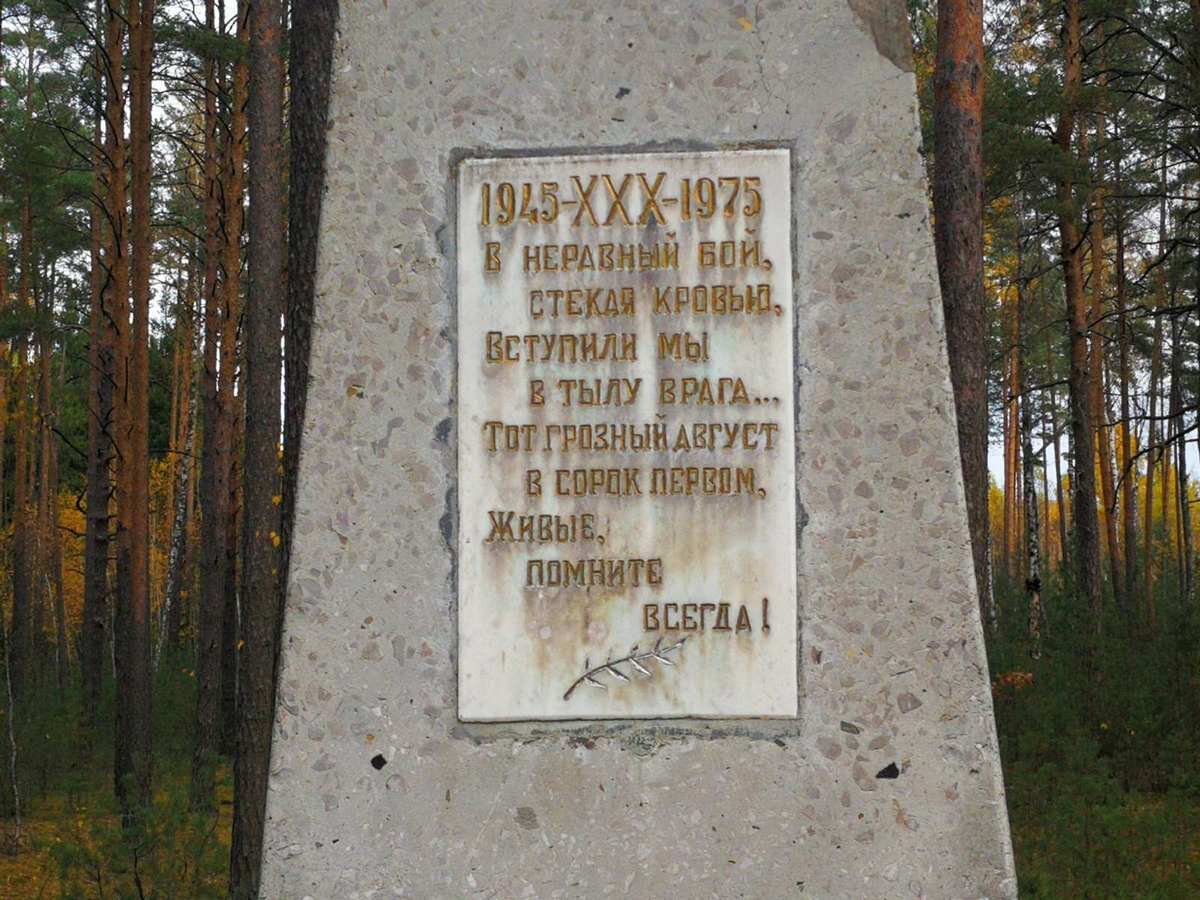 1945-XXX-1975
В НЕРАВНЫЙ БОЙ,
СТЕКАЯ КРОВЬЮ,
ВСТУПИЛИ МЫ
В ТЫЛУ ВРАГА...
ТОТ ГРОЗНЫЙ АВГУСТ
В СОРОК ПЕРВОМ,
ЖИВЫЕ,
ПОМНИТЕ
ВСЕГДА!